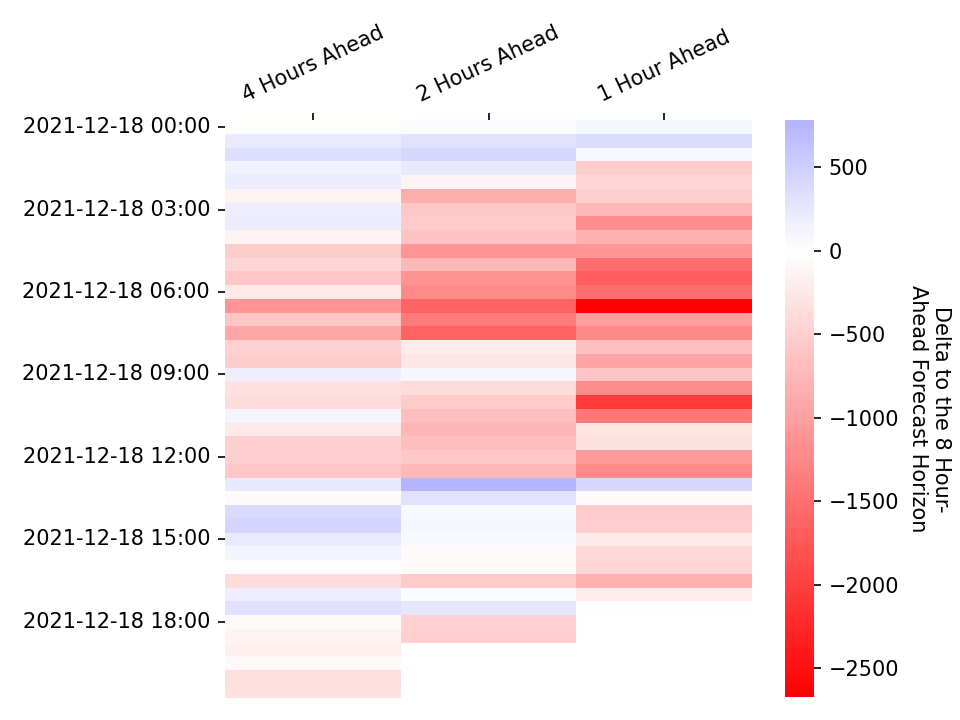 4 Hours Ahead
2 Hours Ahead
1 Hour Ahead
2021-12-18 00:00
2021-12-18 03:00
2021-12-18 06:00
2021-12-18 09:00
2021-12-18 12:00
2021-12-18 15:00
2021-12-18 18:00
500
0
−500
−1000
−1500
−2000
−2500
Delta to the 8 Hour-
Ahead Forecast Horizon